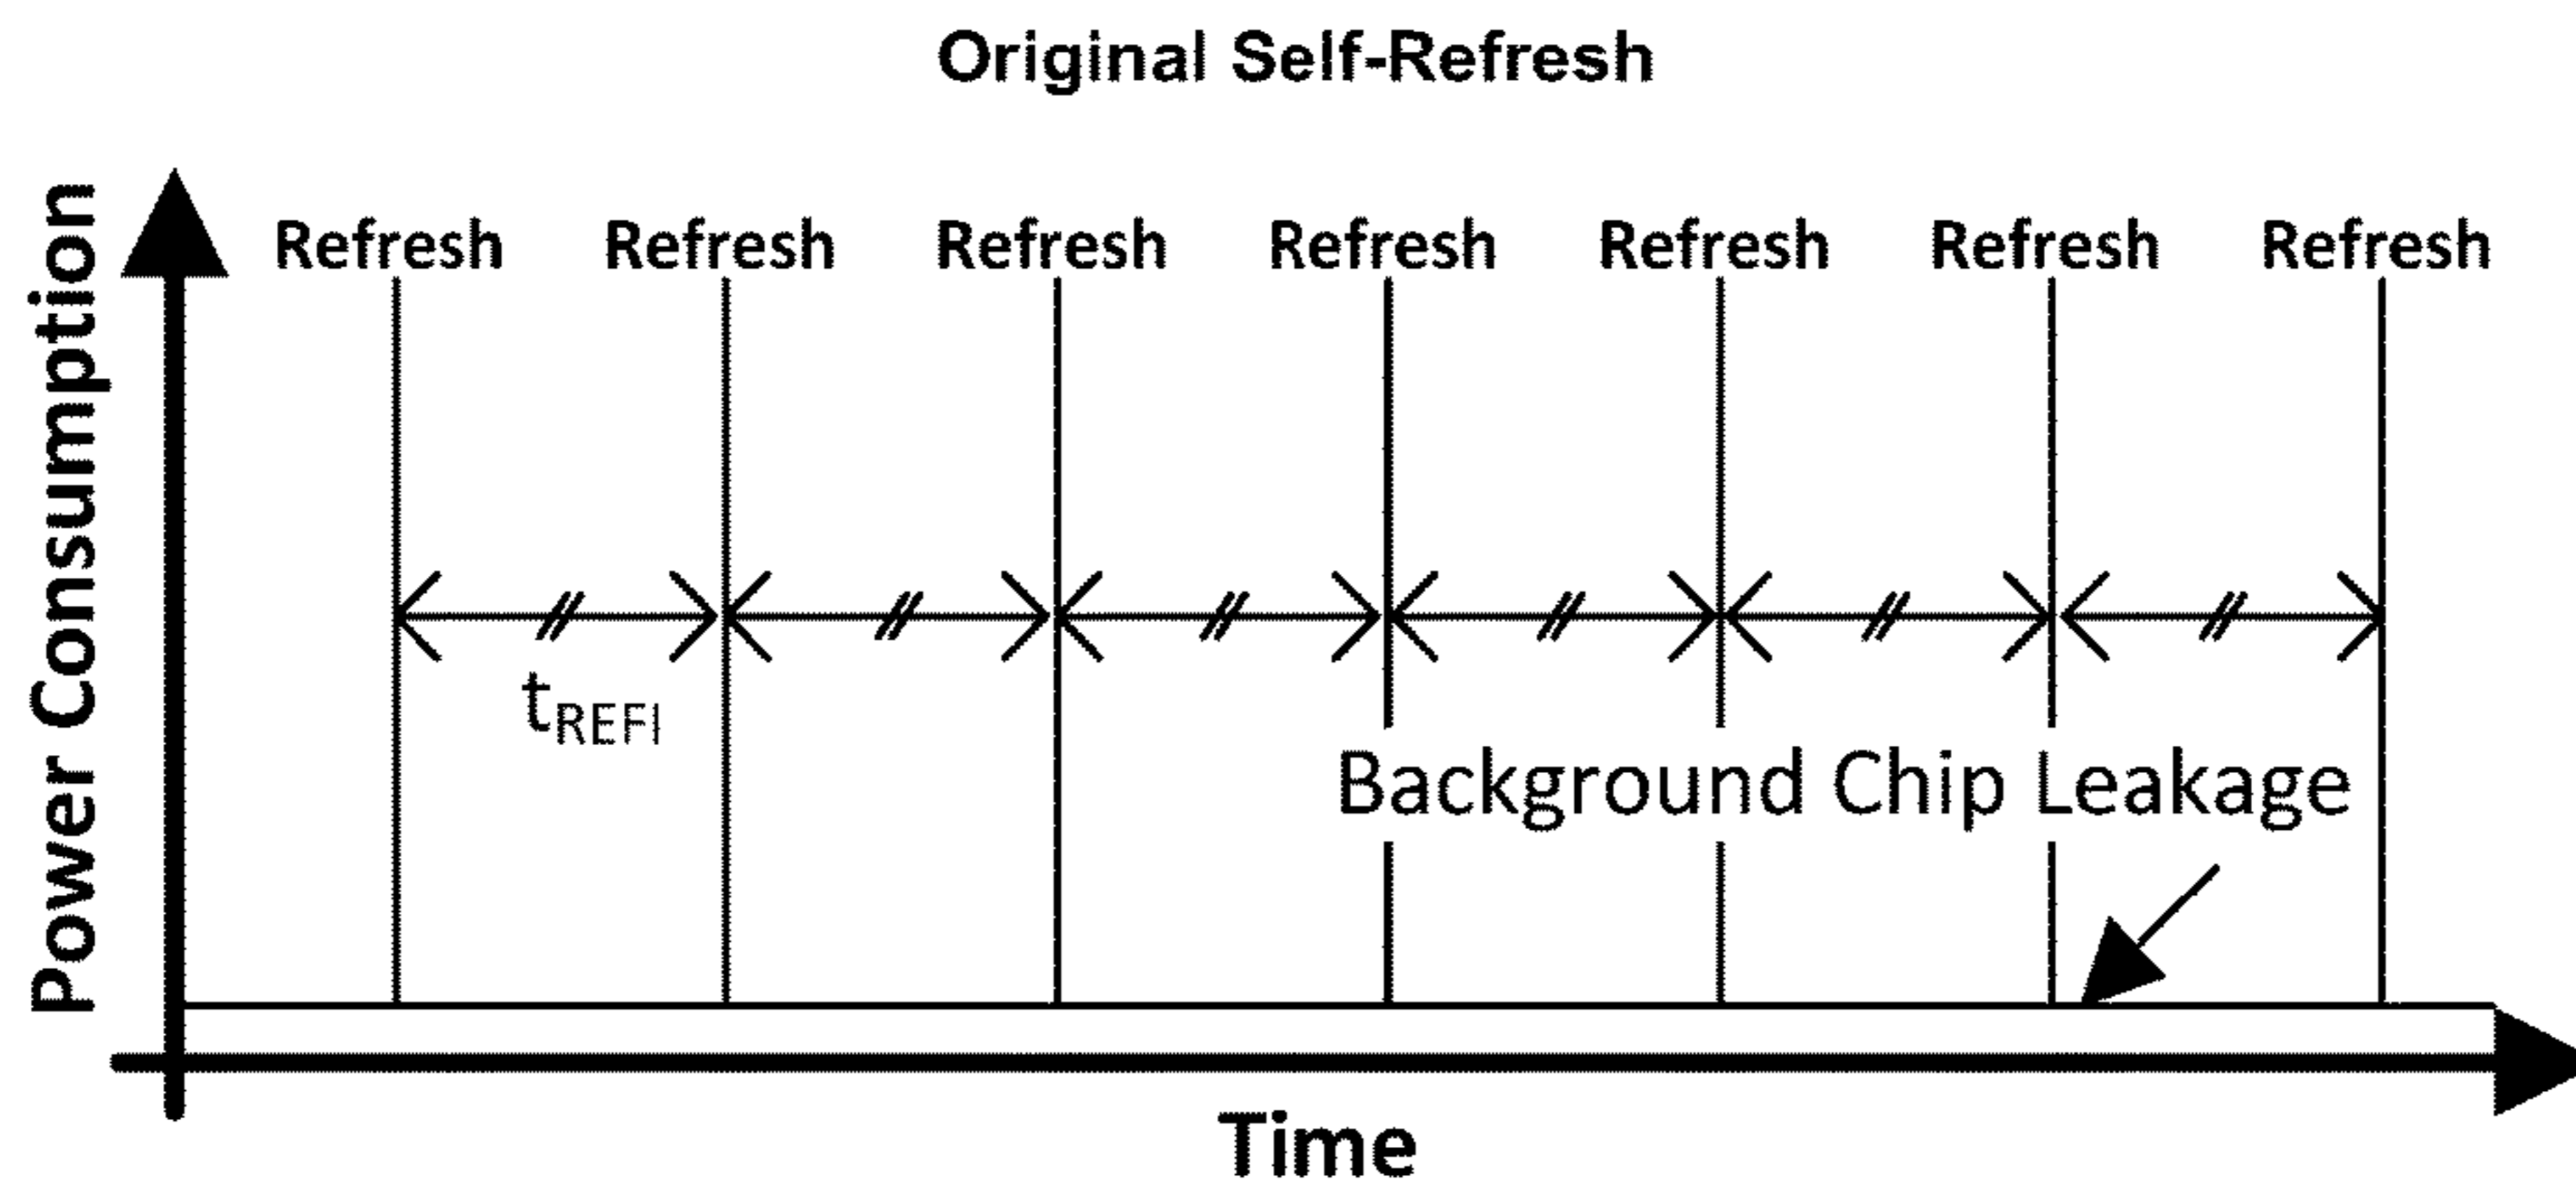 Original Self-Refresh
Power Consumption
Refresh Refresh Refresh Refresh Refresh Refresh Refresh
tREFI
Background Chip Leakage
Time